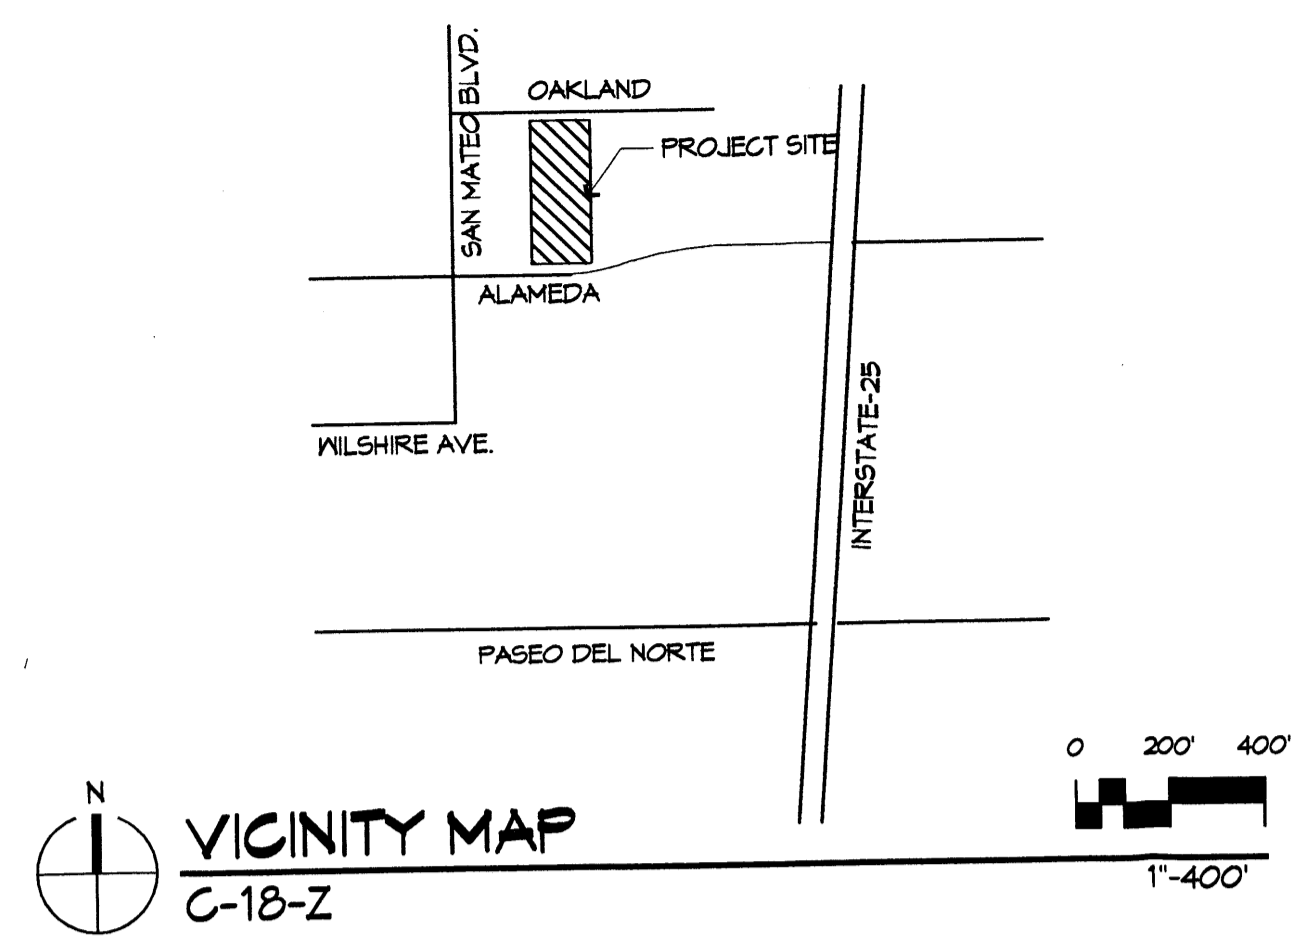 SAN MATEO BLVD.
OAKLAND
PROJECT SITE
ALAMEDA
WILSHIRE AVE.
INTERSTATE-25
PASEO DEL NORTE
0 200' 400'
N
VICINITY MAP
1"-400'
C-18-Z